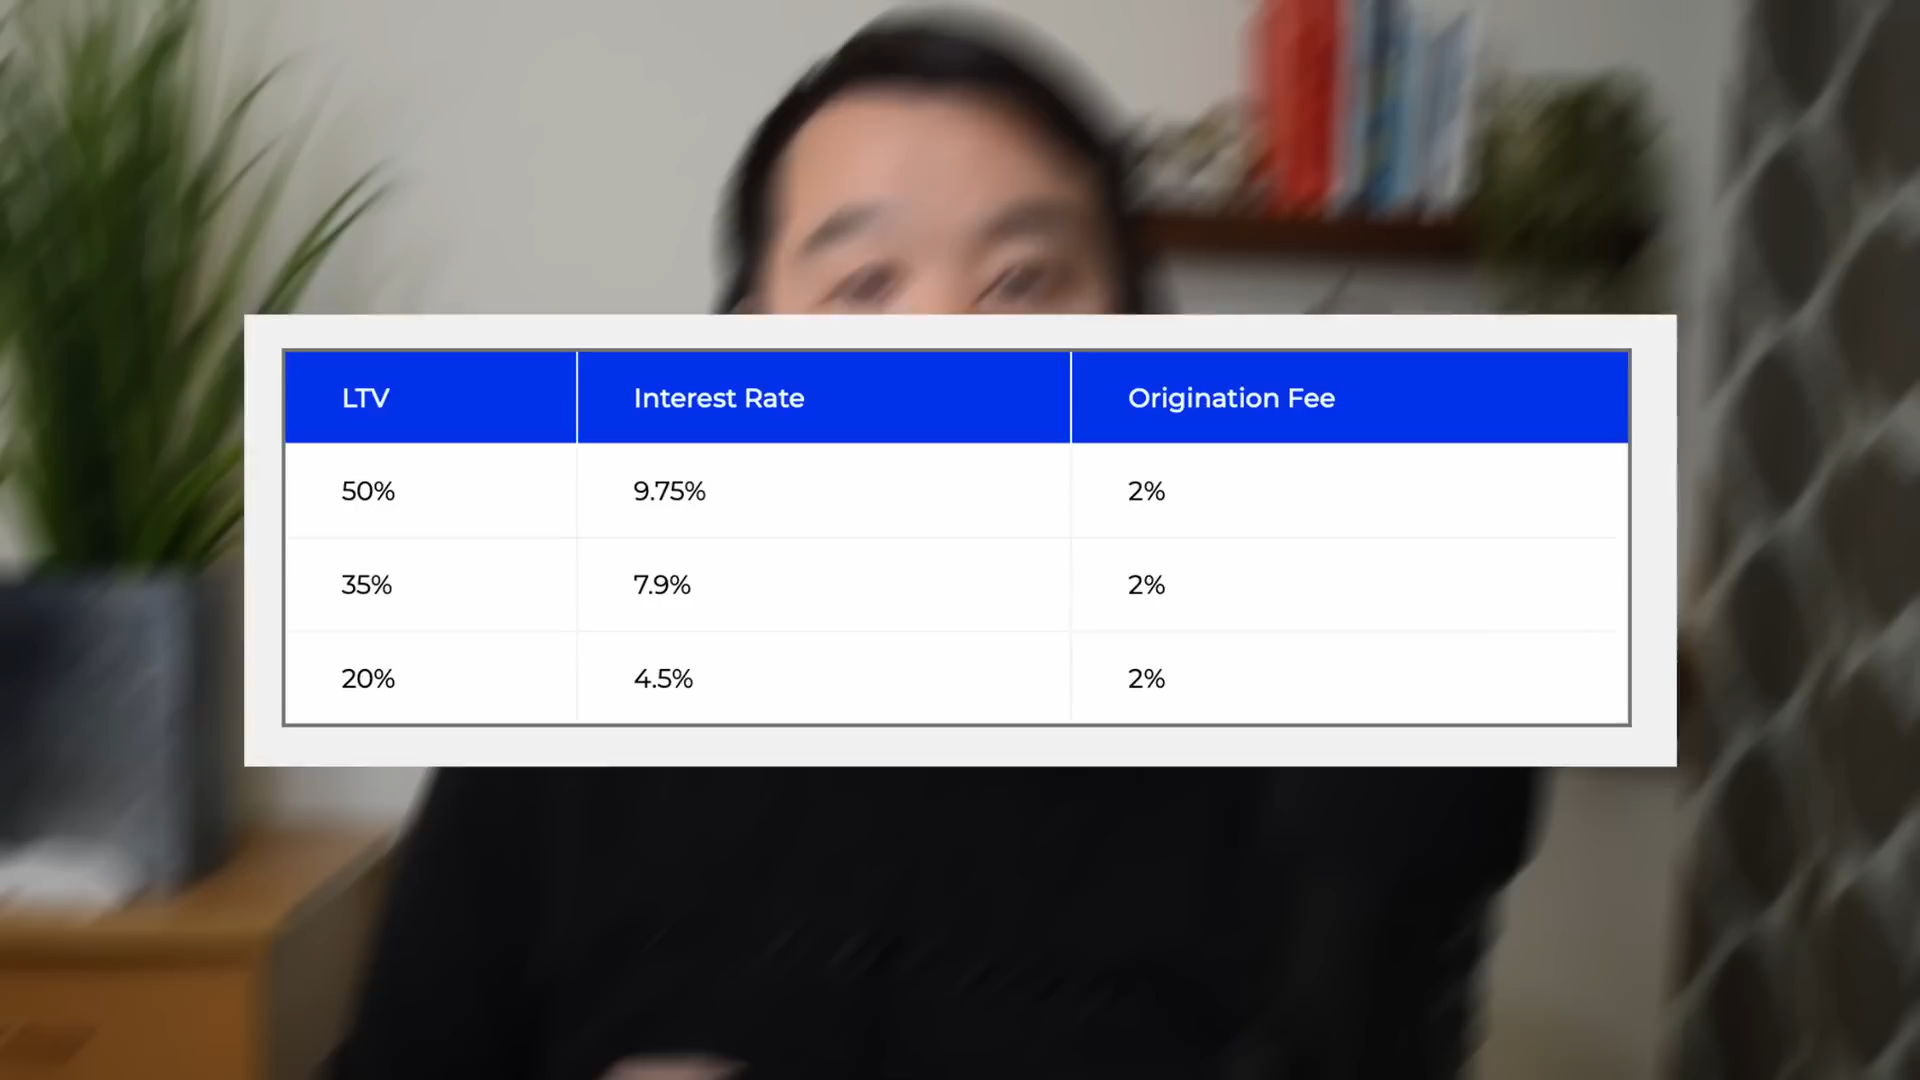 LTV Interest Rate Origination Fee
50% 9.75% 2%
35% 7.9% 2%
20% 4.5% 2%